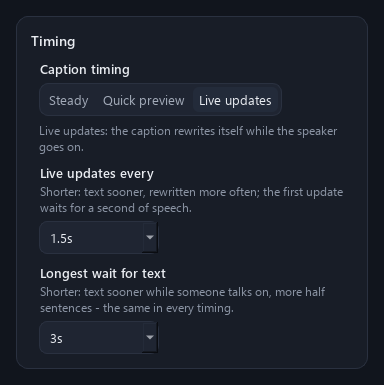 Timing
Caption timing
Steady Quick preview Live updates
Live updates: the caption rewrites itself while the speaker
goes on.
Live updates every
Shorter: text sooner, rewritten more often; the first update
waits for a second of speech.
1.5s
Longest wait for text
Shorter: text sooner while someone talks on, more half
sentences - the same in every timing.
3s